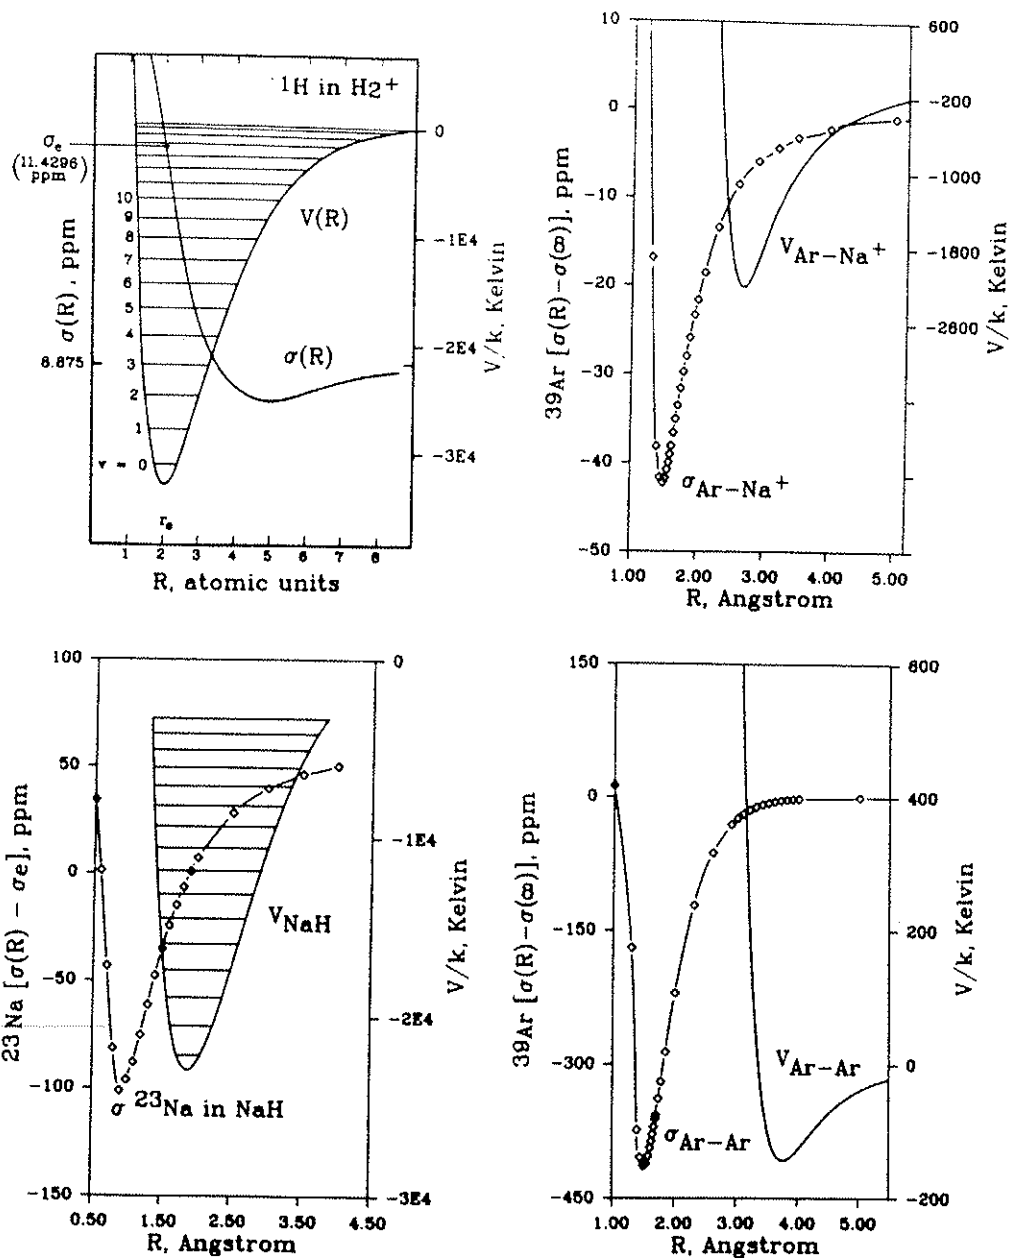 ¹H in H2⁺
σe
(11.4296 ppm)
σ(R), ppm
8.875
10
9
8
7
6
5
4
3
2
1
v = 0
V(R)
σ(R)
rₑ
0
-1E4
-2E4
-3E4
V/k, Kelvin
1 2 3 4 5 6 7 8
R, atomic units
10
0
-10
-20
-30
-40
-50
³⁹Ar [σ(R)-σ(∞)], ppm
V Ar-Na⁺
σ Ar-Na⁺
600
-200
-1000
-1800
-2600
V/k, Kelvin
1.00 2.00 3.00 4.00 5.00
R, Angstrom
100
50
0
-50
-100
-150
²³Na [σ(R) - σe], ppm
V NaH
σ ²³Na in NaH
0
-1E4
-2E4
-3E4
V/k, Kelvin
0.50 1.50 2.50 3.50 4.50
R, Angstrom
150
0
-150
-300
-450
³⁹Ar [σ(R)-σ(∞)], ppm
V Ar-Ar
σ Ar-Ar
600
400
200
0
-200
V/k, Kelvin
1.00 2.00 3.00 4.00 5.00
R, Angstrom